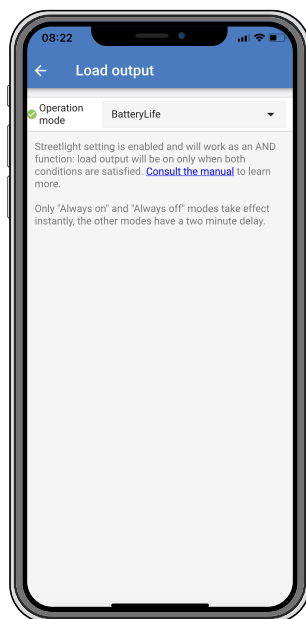 08:22
Load output
Operation
mode
BatteryLife
Streetlight setting is enabled and will work as an AND
function: load output will be on only when both
conditions are satisfied. Consult the manual to learn
more.
Only "Always on" and "Always off" modes take effect
instantly, the other modes have a two minute delay.